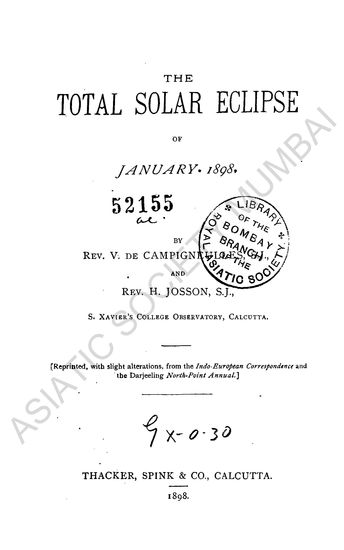 THE
TOTAL SOLAR ECLIPSE
OF
JANUARY. 1898.
52155
LIBRARY
OF THE
BOMBAY
BRANCH
OF THE
ROYAL ASIATIC SOCIETY
BY
REV. V. DE CAMPIGNEULLES, S.J.,
AND
REV. H. JOSSON, S.J.,
S. XAVIER'S COLLEGE OBSERVATORY, CALCUTTA.
[Reprinted, with slight alterations, from the Indo-European Correspondence and
the Darjeeling North-Point Annual.]
G x-0-30
THACKER, SPINK & CO., CALCUTTA.
1898.
ASIATIC SOCIETY MUMBAI